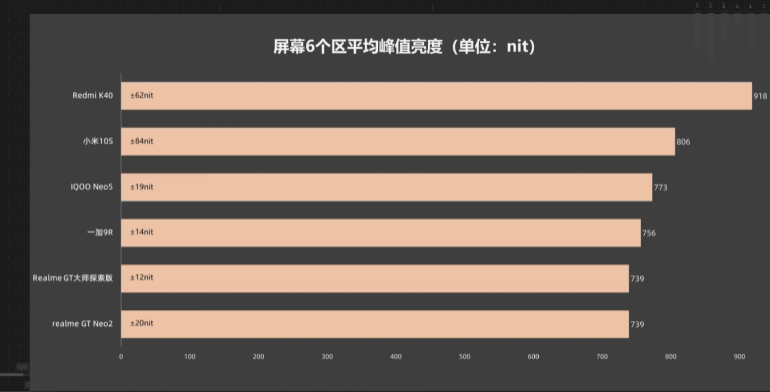 屏幕6个区平均峰值亮度（单位：nit）
Redmi K40 ±62nit 918
小米10S ±84nit 806
IQOO Neo5 ±19nit 773
一加9R ±14nit 756
Realme GT大师探索版 ±12nit 739
realme GT Neo2 ±20nit 739
0 100 200 300 400 500 600 700 800 900